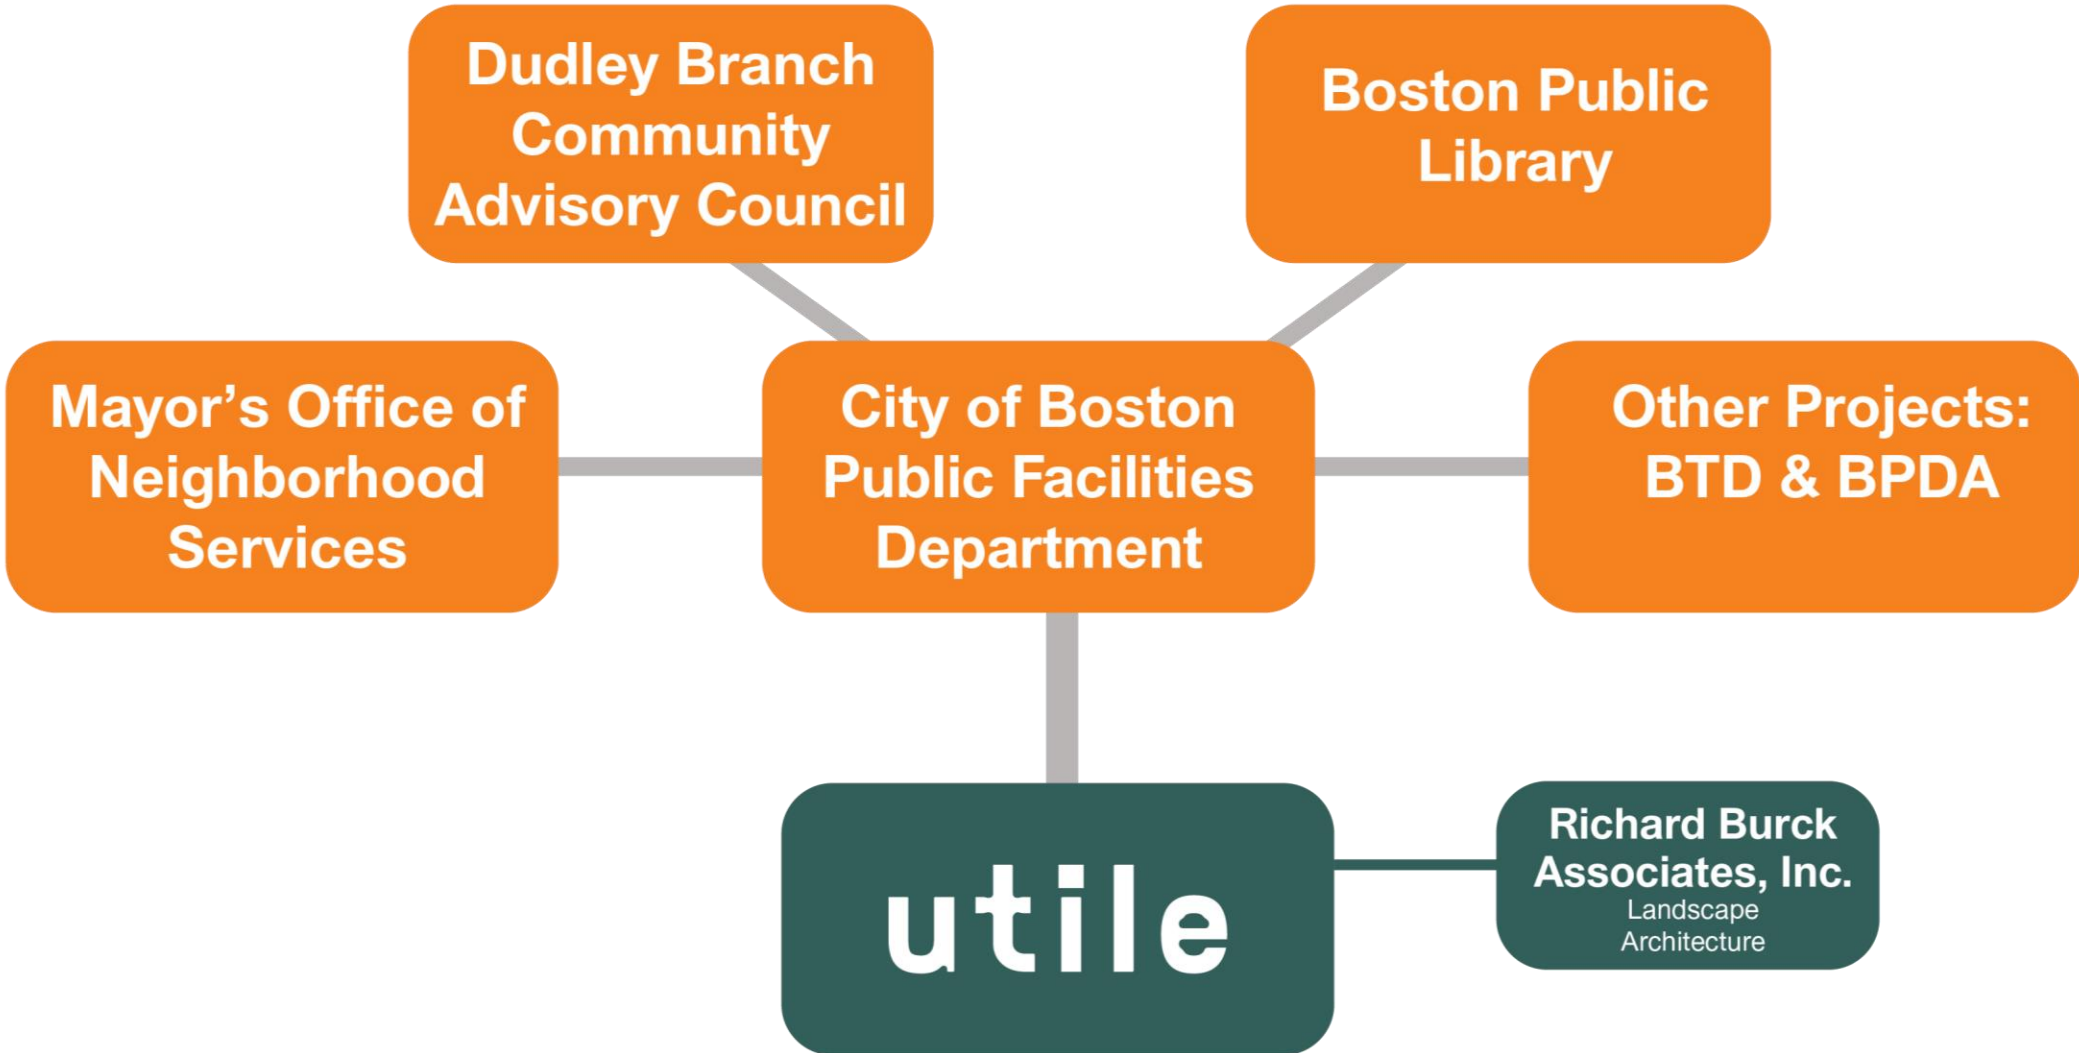 Dudley Branch
Community
Advisory Council
Boston Public
Library
Mayor’s Office of
Neighborhood
Services
City of Boston
Public Facilities
Department
Other Projects:
BTD & BPDA
utile
Richard Burck
Associates, Inc.
Landscape
Architecture